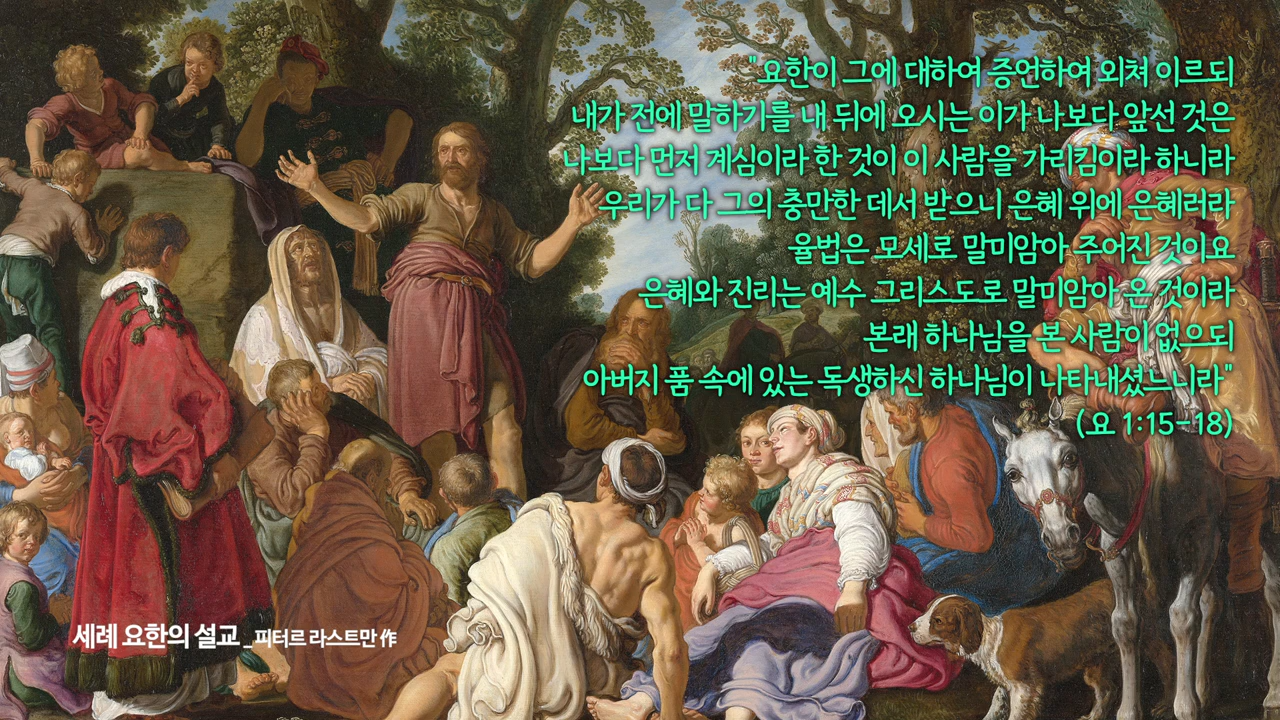 "요한이 그에 대하여 증언하여 외쳐 이르되
내가 전에 말하기를 내 뒤에 오시는 이가 나보다 앞선 것은
나보다 먼저 계심이라 한 것이 이 사람을 가리킴이라 하니라
우리가 다 그의 충만한 데서 받으니 은혜 위에 은혜러라
율법은 모세로 말미암아 주어진 것이요
은혜와 진리는 예수 그리스도로 말미암아 온 것이라
본래 하나님을 본 사람이 없으되
아버지 품 속에 있는 독생하신 하나님이 나타내셨느니라"
(요 1:15-18)
세례 요한의 설교 _피터르 라스트만 作